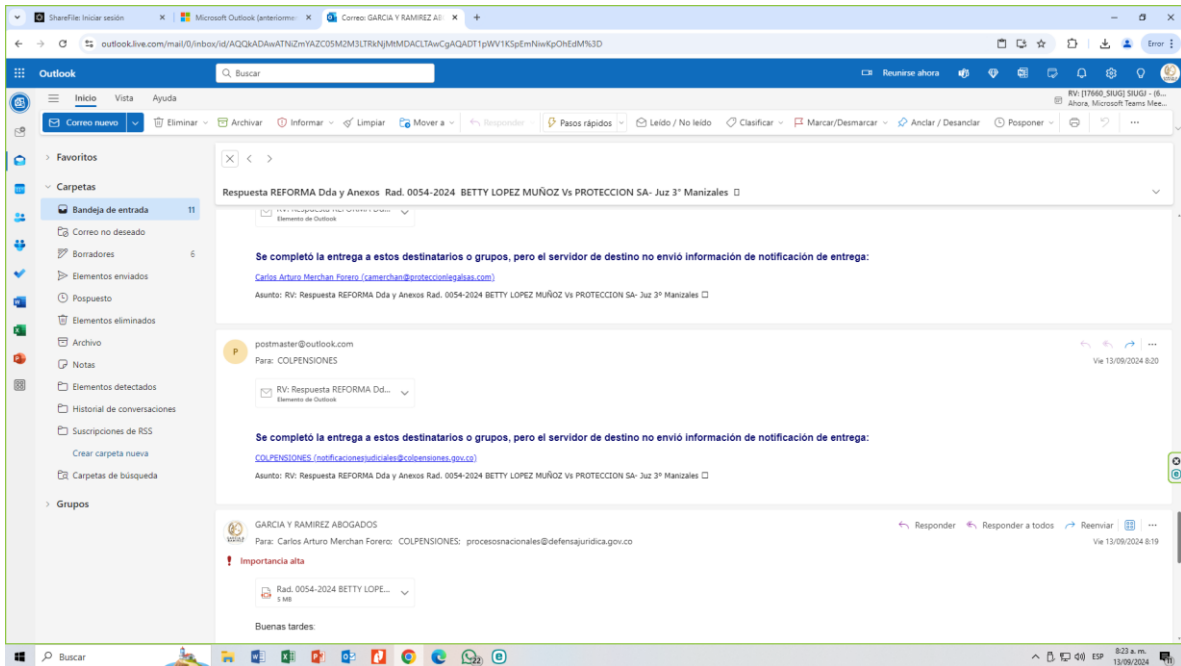 ShareFile: Iniciar sesión
Microsoft Outlook (anteriormen
Correo: GARCIA Y RAMIREZ AB
outlook.live.com/mail/0/inbox/id/AQQkADAwATNiZmYAZC05M2M3LTRkNjMtMDACLTAwCgAQADT1pWV1KSpEmNiwKpOhEdM%3D
Error
Outlook
Buscar
Reunirse ahora
Inicio Vista Ayuda
RV: [17660_SIUG] SIUGJ - (6...
Ahora, Microsoft Teams Mee...
Correo nuevo Eliminar Archivar Informar Limpiar Mover a Responder Pasos rápidos Leído / No leído Clasificar Marcar/Desmarcar Anclar / Desanclar Posponer
Favoritos
Carpetas
Bandeja de entrada 11
Correo no deseado
Borradores 6
Elementos enviados
Pospuesto
Elementos eliminados
Archivo
Notas
Elementos detectados
Historial de conversaciones
Suscripciones de RSS
Crear carpeta nueva
Carpetas de búsqueda
Grupos
Respuesta REFORMA Dda y Anexos Rad. 0054-2024 BETTY LOPEZ MUÑOZ Vs PROTECCION SA- Juz 3° Manizales
Elemento de Outlook
Se completó la entrega a estos destinatarios o grupos, pero el servidor de destino no envió información de notificación de entrega:
Carlos Arturo Merchan Forero (camerchan@proteccionlegalsas.com)
Asunto: RV: Respuesta REFORMA Dda y Anexos Rad. 0054-2024 BETTY LOPEZ MUÑOZ Vs PROTECCION SA- Juz 3º Manizales
P
postmaster@outlook.com
Para: COLPENSIONES
Vie 13/09/2024 8:20
RV: Respuesta REFORMA Dd...
Elemento de Outlook
Se completó la entrega a estos destinatarios o grupos, pero el servidor de destino no envió información de notificación de entrega:
COLPENSIONES (notificacionesjudiciales@colpensiones.gov.co)
Asunto: RV: Respuesta REFORMA Dda y Anexos Rad. 0054-2024 BETTY LOPEZ MUÑOZ Vs PROTECCION SA- Juz 3º Manizales
GARCIA Y RAMIREZ ABOGADOS
Responder Responder a todos Reenviar
Para: Carlos Arturo Merchan Forero; COLPENSIONES; procesosnacionales@defensajuridica.gov.co
Vie 13/09/2024 8:19
Importancia alta
Rad. 0054-2024 BETTY LOPE...
5 MB
Buenas tardes:
Buscar
22
ESP
8:23 a. m.
13/09/2024